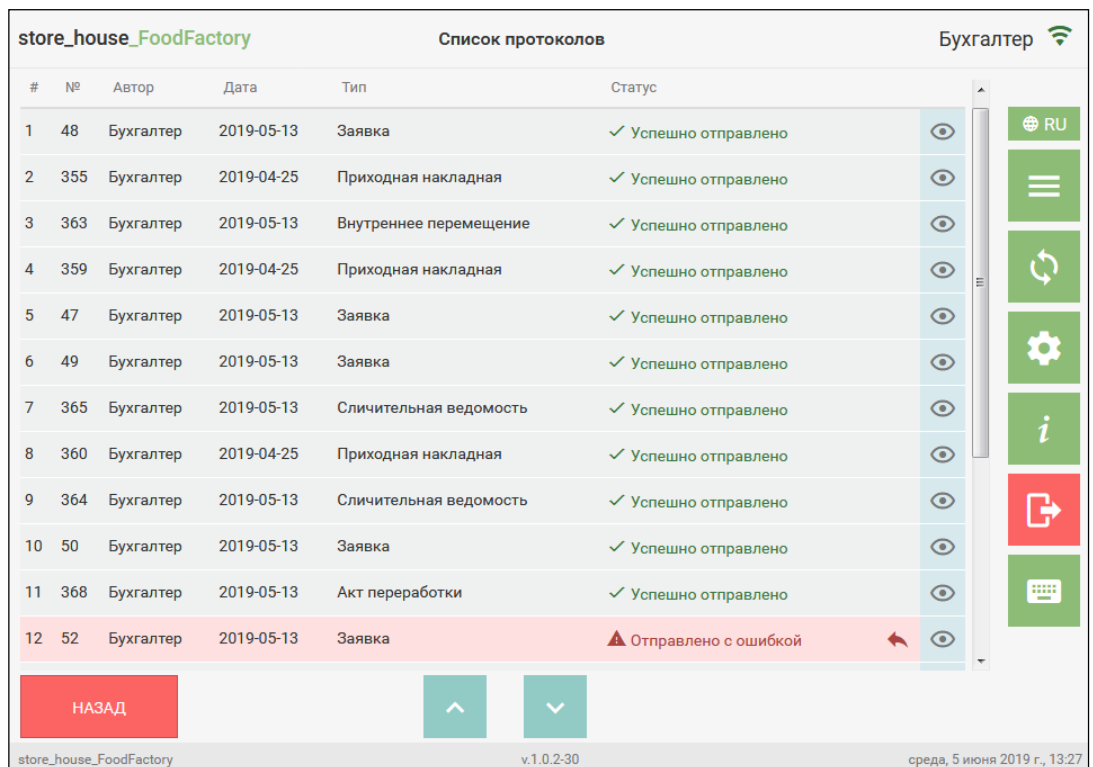 store_house_FoodFactory Список протоколов Бухгалтер
# № Автор Дата Тип Статус
1 48 Бухгалтер 2019-05-13 Заявка Успешно отправлено
RU
2 355 Бухгалтер 2019-04-25 Приходная накладная Успешно отправлено
3 363 Бухгалтер 2019-05-13 Внутреннее перемещение Успешно отправлено
4 359 Бухгалтер 2019-04-25 Приходная накладная Успешно отправлено
5 47 Бухгалтер 2019-05-13 Заявка Успешно отправлено
6 49 Бухгалтер 2019-05-13 Заявка Успешно отправлено
7 365 Бухгалтер 2019-05-13 Сличительная ведомость Успешно отправлено
i
8 360 Бухгалтер 2019-04-25 Приходная накладная Успешно отправлено
9 364 Бухгалтер 2019-05-13 Сличительная ведомость Успешно отправлено
10 50 Бухгалтер 2019-05-13 Заявка Успешно отправлено
11 368 Бухгалтер 2019-05-13 Акт переработки Успешно отправлено
12 52 Бухгалтер 2019-05-13 Заявка Отправлено с ошибкой
НАЗАД
store_house_FoodFactory v.1.0.2-30 среда, 5 июня 2019 г., 13:27